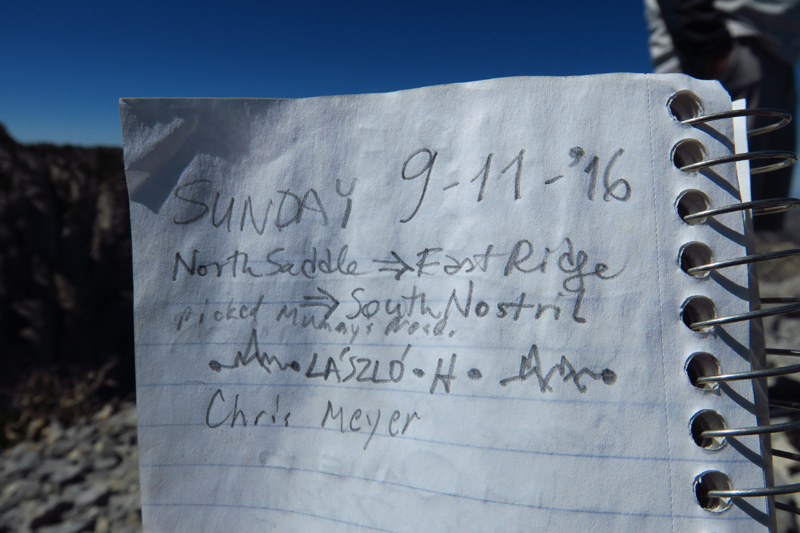 SUNDAY 9-11-'16
North Saddle ⇒ East Ridge
⇒ South Nostril
picked Murray's nose.
LÁSZLÓ • H •
Chris Meyer